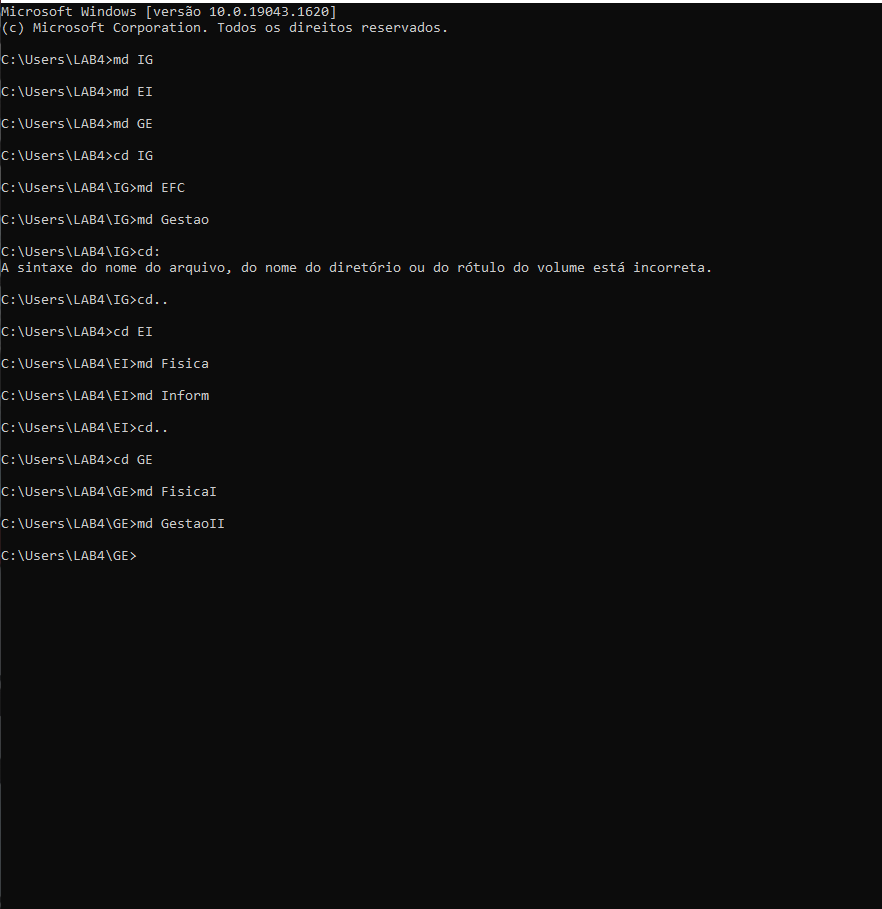 Microsoft Windows [versão 10.0.19043.1620]
(c) Microsoft Corporation. Todos os direitos reservados.
C:\Users\LAB4>md IG
C:\Users\LAB4>md EI
C:\Users\LAB4>md GE
C:\Users\LAB4>cd IG
C:\Users\LAB4\IG>md EFC
C:\Users\LAB4\IG>md Gestao
C:\Users\LAB4\IG>cd:
A sintaxe do nome do arquivo, do nome do diretório ou do rótulo do volume está incorreta.
C:\Users\LAB4\IG>cd..
C:\Users\LAB4>cd EI
C:\Users\LAB4\EI>md Fisica
C:\Users\LAB4\EI>md Inform
C:\Users\LAB4\EI>cd..
C:\Users\LAB4>cd GE
C:\Users\LAB4\GE>md FisicaI
C:\Users\LAB4\GE>md GestaoII
C:\Users\LAB4\GE>